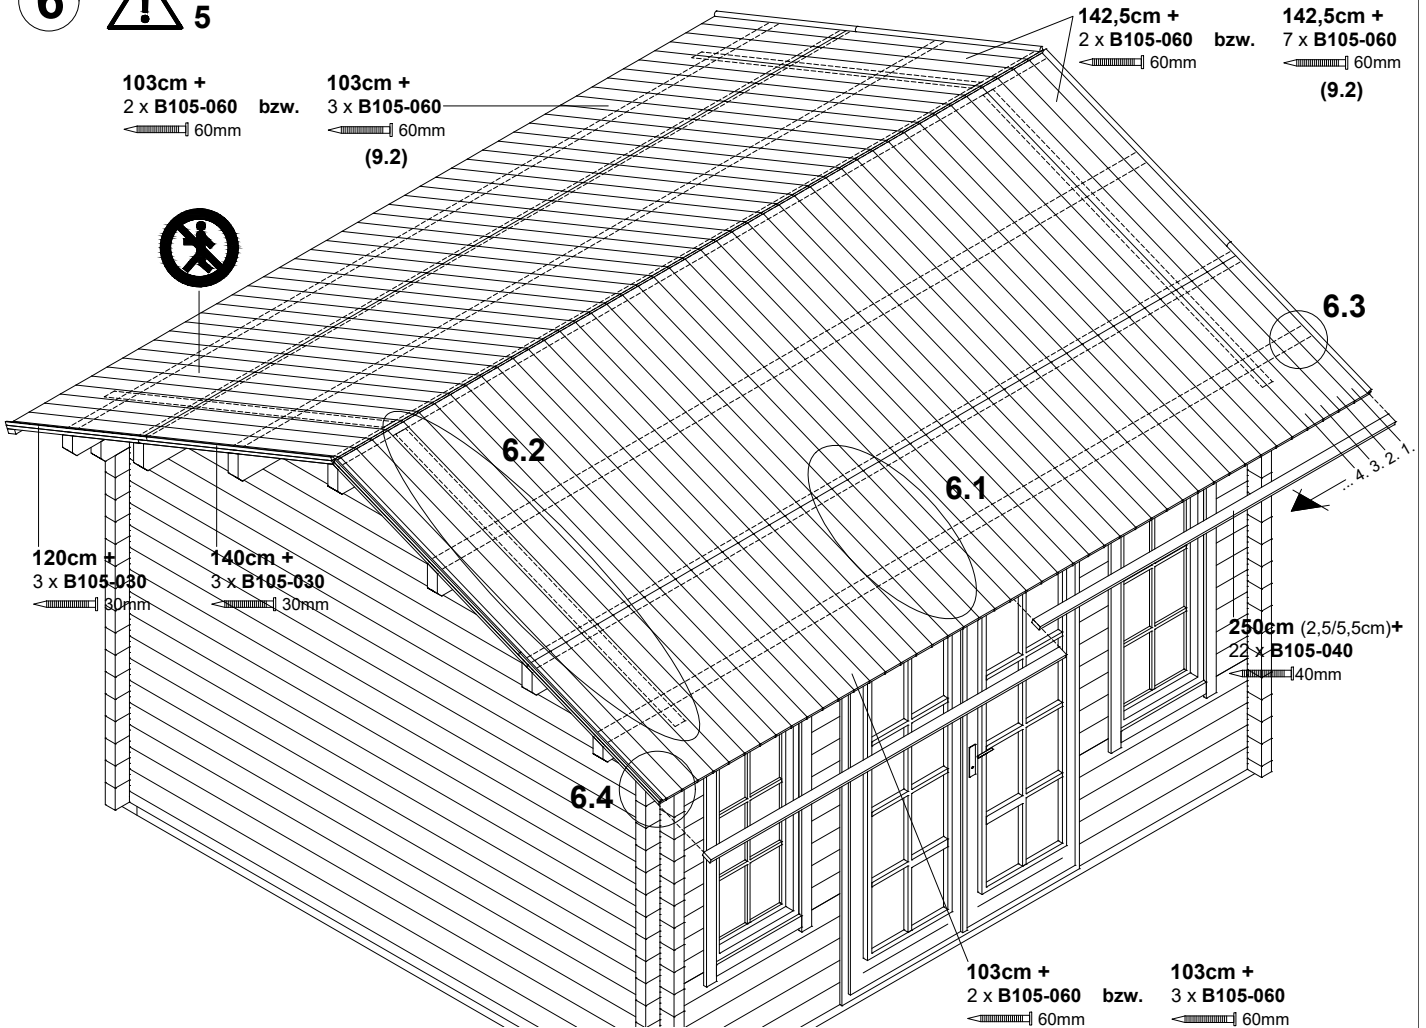 6
!
5
142,5cm +
2 x B105-060 bzw.
60mm
142,5cm +
7 x B105-060
60mm
(9.2)
103cm +
2 x B105-060 bzw.
60mm
103cm +
3 x B105-060
60mm
(9.2)
6.3
6.2
6.1
... 4. 3. 2. 1.
120cm +
3 x B105-030
30mm
140cm +
3 x B105-030
30mm
250cm (2,5/5,5cm)+
22 x B105-040
40mm
6.4
103cm +
2 x B105-060 bzw.
60mm
103cm +
3 x B105-060
60mm